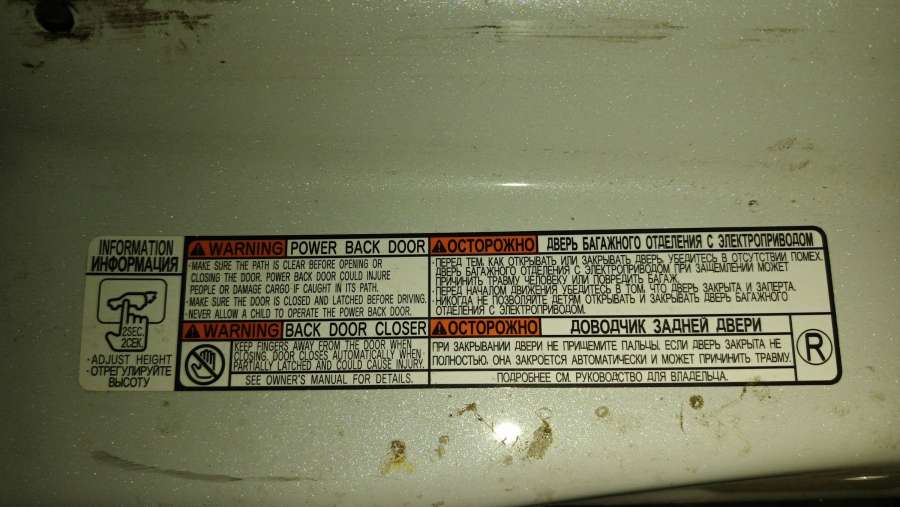 INFORMATION
ИНФОРМАЦИЯ
2SEC.
2СЕК.
·ADJUST HEIGHT
·ОТРЕГУЛИРУЙТЕ
ВЫСОТУ
WARNING POWER BACK DOOR
·MAKE SURE THE PATH IS CLEAR BEFORE OPENING OR
CLOSING THE DOOR. POWER BACK DOOR COULD INJURE
PEOPLE OR DAMAGE CARGO IF CAUGHT IN ITS PATH.
·MAKE SURE THE DOOR IS CLOSED AND LATCHED BEFORE DRIVING.
·NEVER ALLOW A CHILD TO OPERATE THE POWER BACK DOOR.
WARNING BACK DOOR CLOSER
KEEP FINGERS AWAY FROM THE DOOR WHEN
CLOSING. DOOR CLOSES AUTOMATICALLY WHEN
PARTIALLY LATCHED AND COULD CAUSE INJURY.
SEE OWNER'S MANUAL FOR DETAILS.
ОСТОРОЖНО ДВЕРЬ БАГАЖНОГО ОТДЕЛЕНИЯ С ЭЛЕКТРОПРИВОДОМ
·ПЕРЕД ТЕМ, КАК ОТКРЫВАТЬ ИЛИ ЗАКРЫВАТЬ ДВЕРЬ, УБЕДИТЕСЬ В ОТСУТСТВИИ ПОМЕХ.
ДВЕРЬ БАГАЖНОГО ОТДЕЛЕНИЯ С ЭЛЕКТРОПРИВОДОМ ПРИ ЗАЩЕМЛЕНИИ МОЖЕТ
ПРИЧИНИТЬ ТРАВМУ ЧЕЛОВЕКУ ИЛИ ПОВРЕДИТЬ БАГАЖ.
·ПЕРЕД НАЧАЛОМ ДВИЖЕНИЯ УБЕДИТЕСЬ В ТОМ, ЧТО ДВЕРЬ ЗАКРЫТА И ЗАПЕРТА.
·НИКОГДА НЕ ПОЗВОЛЯЙТЕ ДЕТЯМ ОТКРЫВАТЬ И ЗАКРЫВАТЬ ДВЕРЬ БАГАЖНОГО
ОТДЕЛЕНИЯ С ЭЛЕКТРОПРИВОДОМ.
ОСТОРОЖНО ДОВОДЧИК ЗАДНЕЙ ДВЕРИ
ПРИ ЗАКРЫВАНИИ ДВЕРИ НЕ ПРИЩЕМИТЕ ПАЛЬЦЫ. ЕСЛИ ДВЕРЬ ЗАКРЫТА НЕ
ПОЛНОСТЬЮ, ОНА ЗАКРОЕТСЯ АВТОМАТИЧЕСКИ И МОЖЕТ ПРИЧИНИТЬ ТРАВМУ.
ПОДРОБНЕЕ СМ. РУКОВОДСТВО ДЛЯ ВЛАДЕЛЬЦА.
R